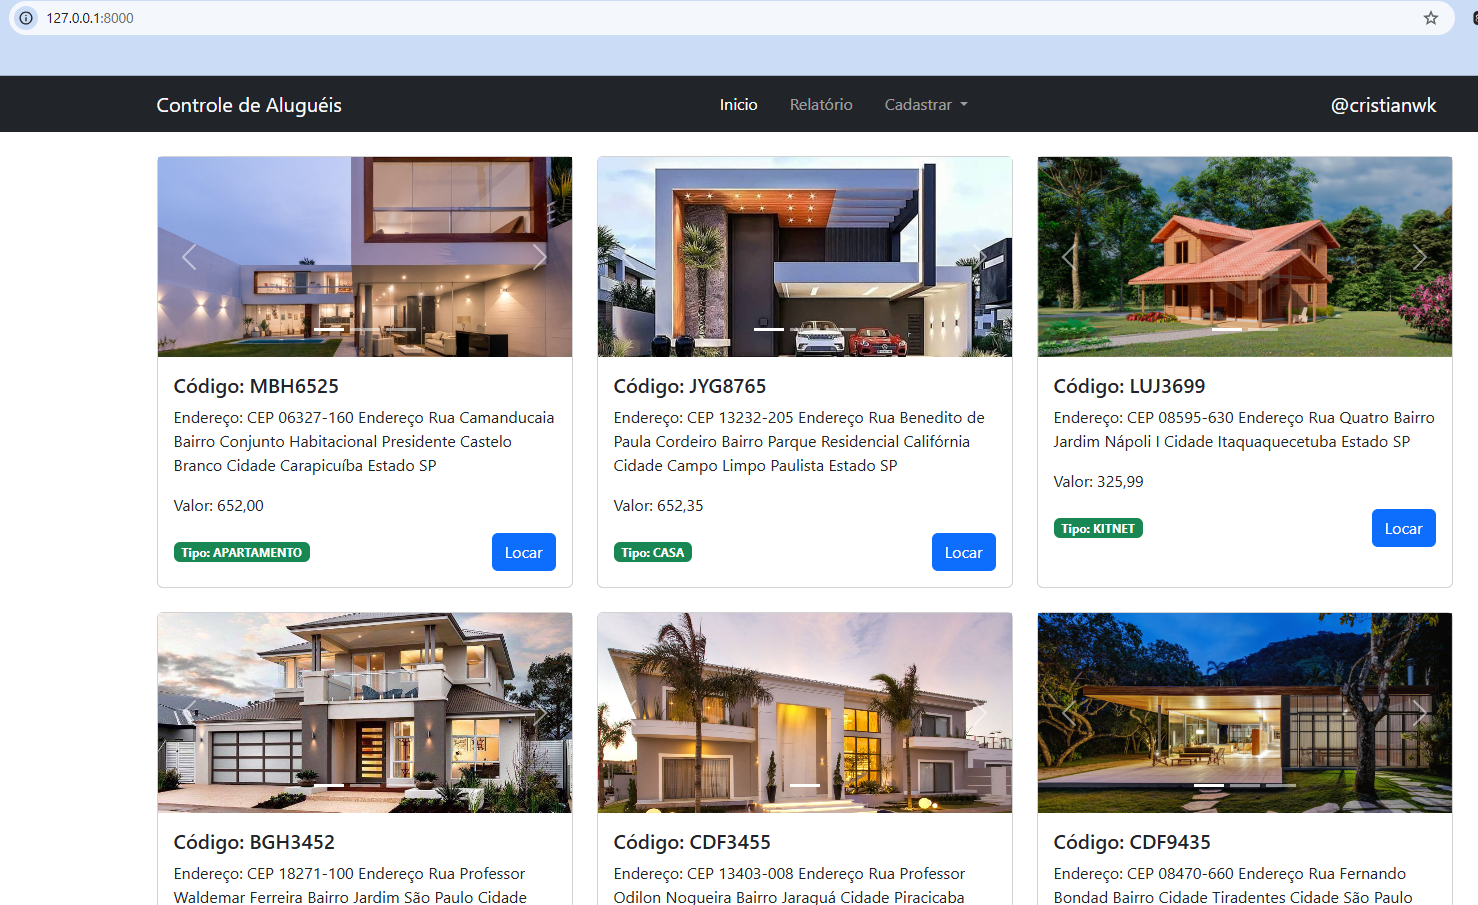 127.0.0.1:8000
Controle de Aluguéis
Inicio
Relatório
Cadastrar
@cristianwk
Código: MBH6525
Endereço: CEP 06327-160 Endereço Rua Camanducaia
Bairro Conjunto Habitacional Presidente Castelo
Branco Cidade Carapicuíba Estado SP
Valor: 652,00
Tipo: APARTAMENTO
Locar
Código: JYG8765
Endereço: CEP 13232-205 Endereço Rua Benedito de
Paula Cordeiro Bairro Parque Residencial Califórnia
Cidade Campo Limpo Paulista Estado SP
Valor: 652,35
Tipo: CASA
Locar
Código: LUJ3699
Endereço: CEP 08595-630 Endereço Rua Quatro Bairro
Jardim Nápoli I Cidade Itaquaquecetuba Estado SP
Valor: 325,99
Tipo: KITNET
Locar
Código: BGH3452
Endereço: CEP 18271-100 Endereço Rua Professor
Waldemar Ferreira Bairro Jardim São Paulo Cidade
Código: CDF3455
Endereço: CEP 13403-008 Endereço Rua Professor
Odilon Nogueira Bairro Jaraguá Cidade Piracicaba
Código: CDF9435
Endereço: CEP 08470-660 Endereço Rua Fernando
Bondad Bairro Cidade Tiradentes Cidade São Paulo